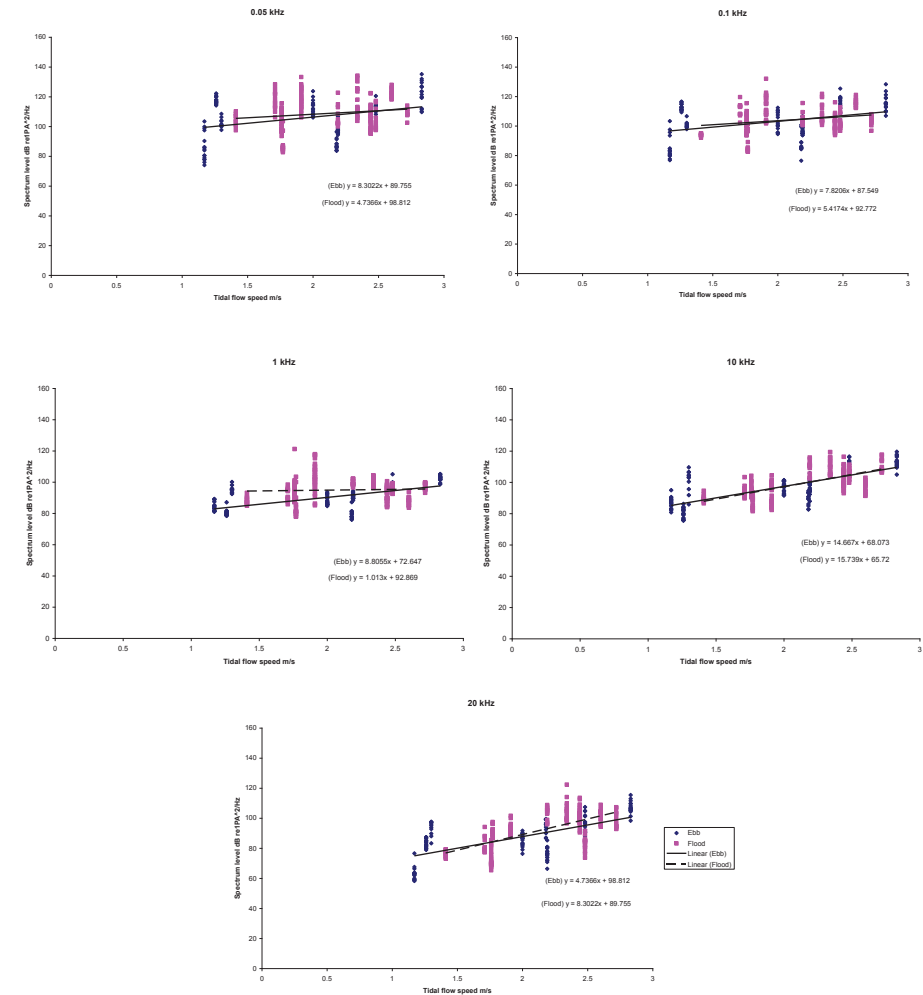 0.05 kHz
160
140
120
100
80
60
40
20
0
Spectrum level dB re1PA^2/Hz
(Ebb) y = 8.3022x + 89.755
(Flood) y = 4.7366x + 98.812
0 0.5 1 1.5 2 2.5 3
Tidal flow speed m/s
0.1 kHz
160
140
120
100
80
60
40
20
0
Spectrum level dB re1PA^2/Hz
(Ebb) y = 7.8206x + 87.549
(Flood) y = 5.4174x + 92.772
0 0.5 1 1.5 2 2.5 3
Tidal flow speed m/s
1 kHz
160
140
120
100
80
60
40
20
0
Spectrum level dB re1PA^2/Hz
(Ebb) y = 8.8055x + 72.647
(Flood) y = 1.013x + 92.869
0 0.5 1 1.5 2 2.5 3
Tidal flow speed m/s
10 kHz
160
140
120
100
80
60
40
20
0
Spectrum level dB re1PA^2/Hz
(Ebb) y = 14.667x + 68.073
(Flood) y = 15.739x + 65.72
0 0.5 1 1.5 2 2.5 3
Tidal flow speed m/s
20 kHz
160
140
120
100
80
60
40
20
0
Spectrum level dB re1PA^2/Hz
(Ebb) y = 4.7366x + 98.812
(Flood) y = 8.3022x + 89.755
0 0.5 1 1.5 2 2.5 3
Tidal flow speed m/s
Ebb
Flood
Linear (Ebb)
Linear (Flood)